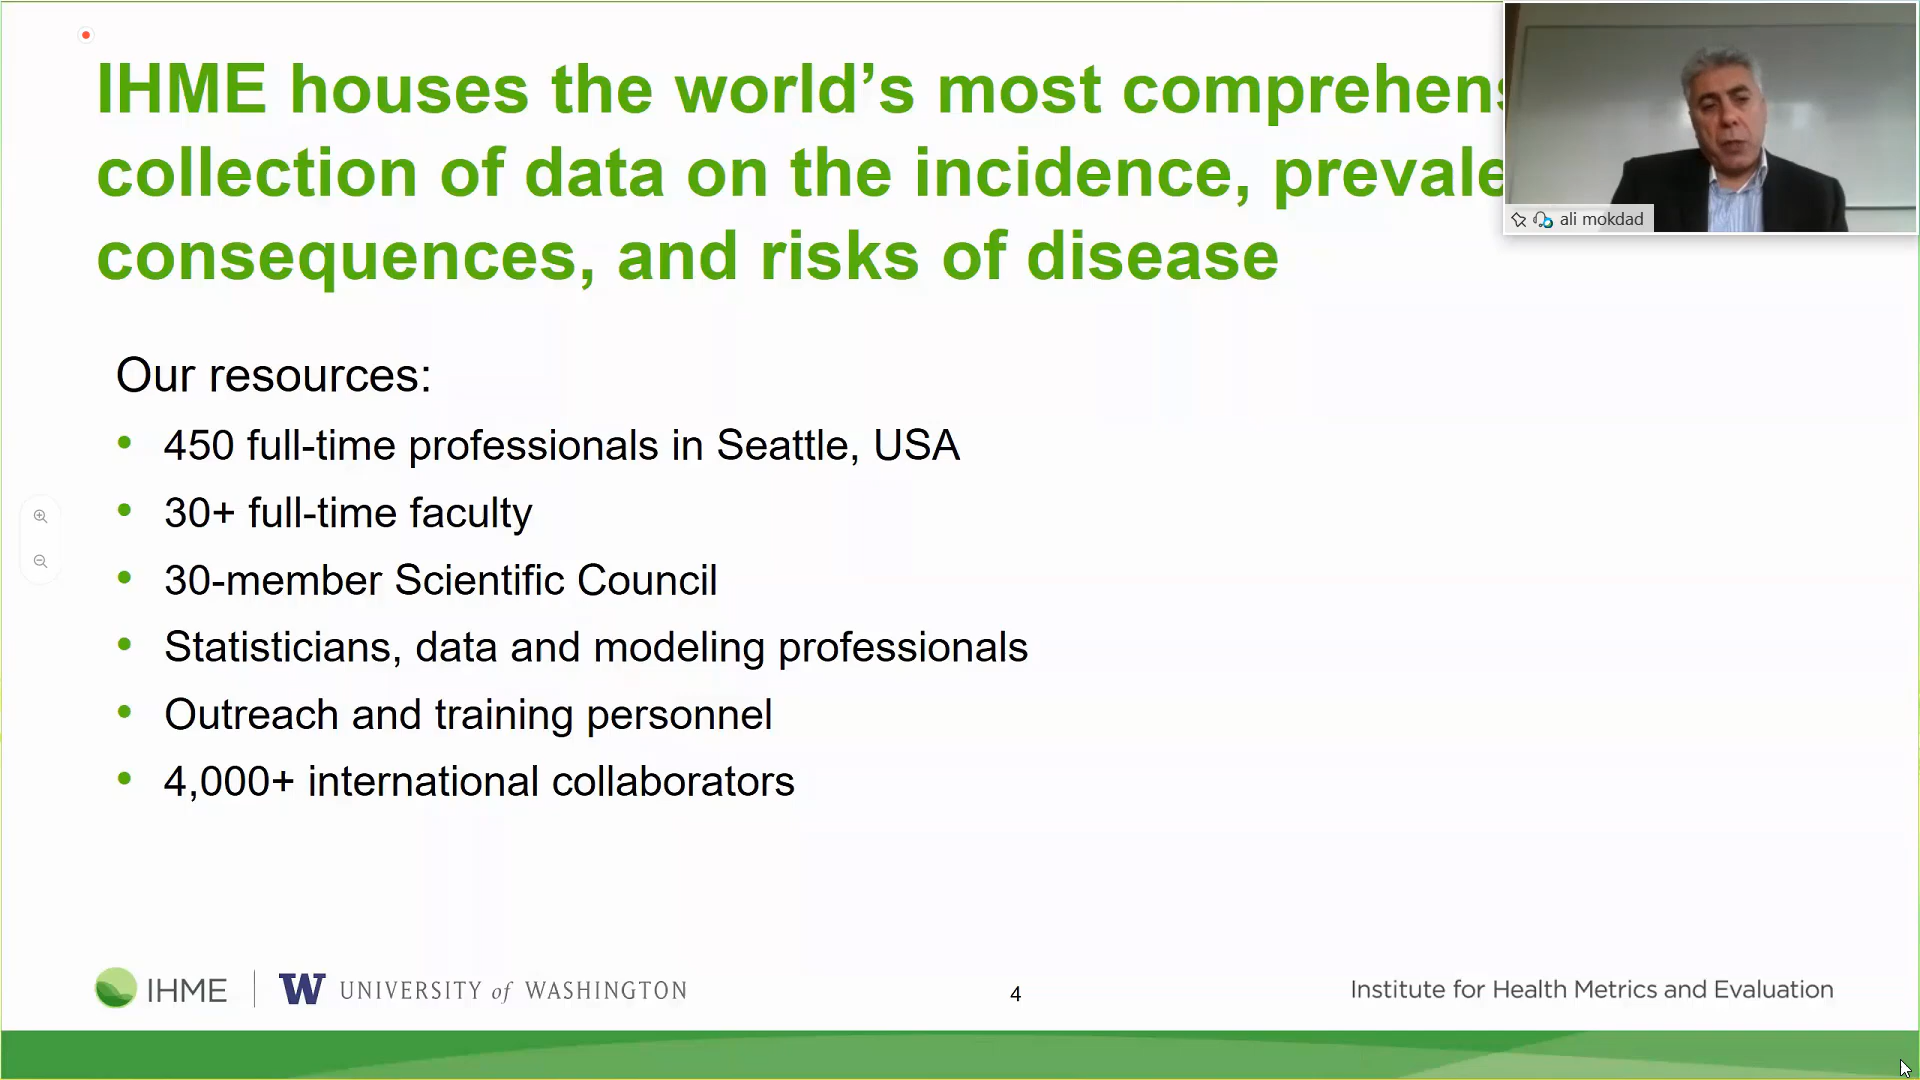 IHME houses the world’s most comprehens
collection of data on the incidence, prevale
consequences, and risks of disease
ali mokdad
Our resources:
• 450 full-time professionals in Seattle, USA
• 30+ full-time faculty
• 30-member Scientific Council
• Statisticians, data and modeling professionals
• Outreach and training personnel
• 4,000+ international collaborators
IHME
W UNIVERSITY of WASHINGTON
4
Institute for Health Metrics and Evaluation